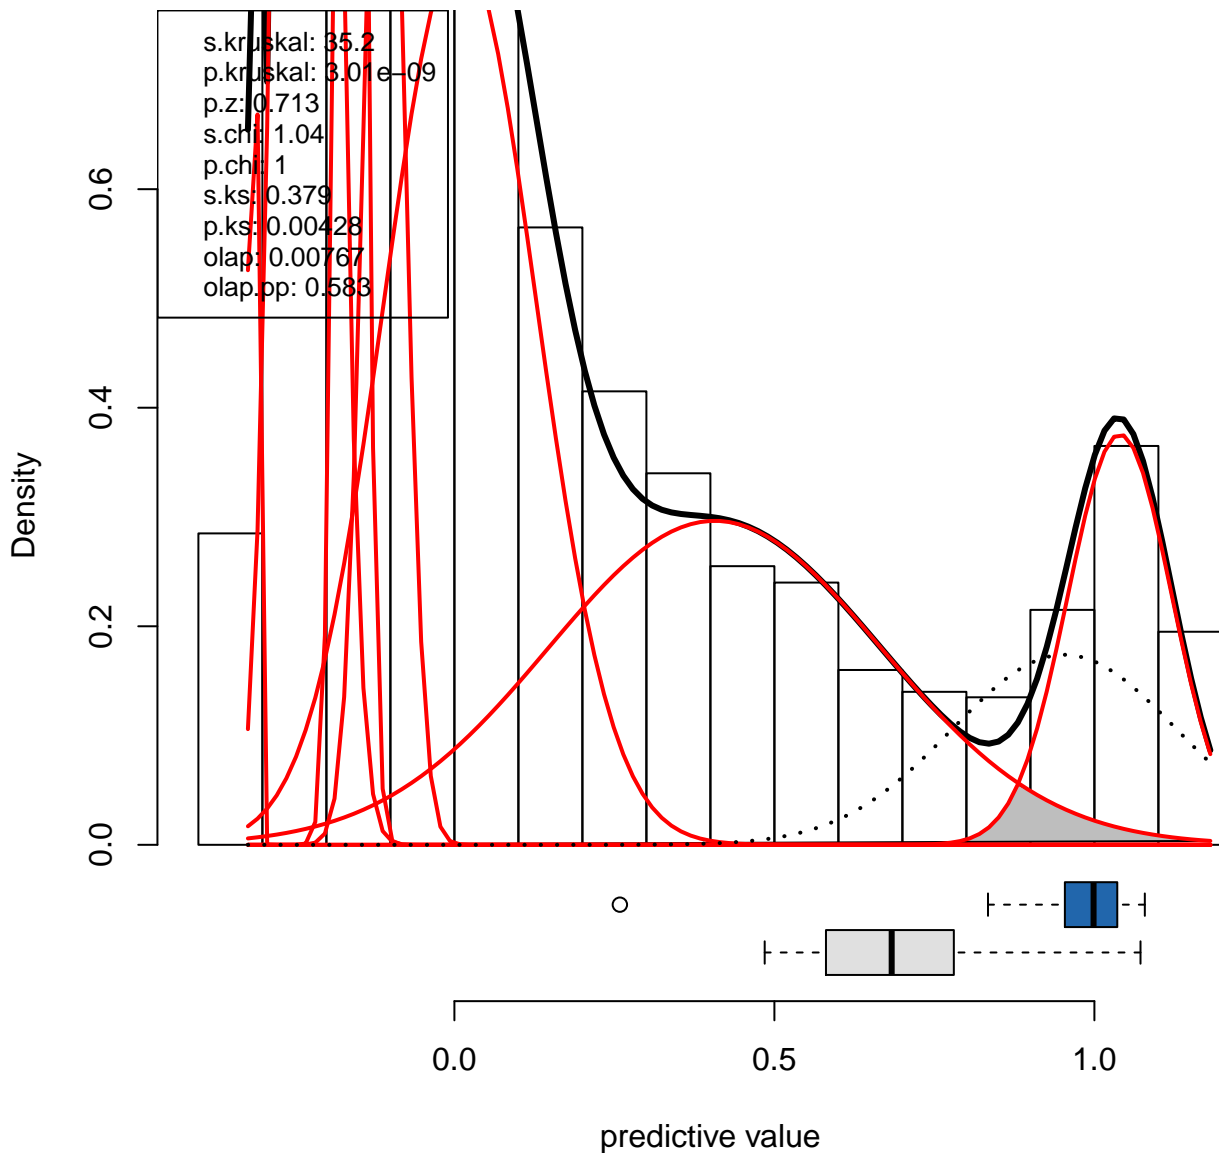 s.kruskal: 35.2
p.kruskal: 3.01e−09
p.z: 0.713
s.chi: 1.04
p.chi: 1
s.ks: 0.379
p.ks: 0.00428
olap: 0.00767
olap.pp: 0.583
0.6
0.4
0.2
0.0
Density
0.0 0.5 1.0
predictive value